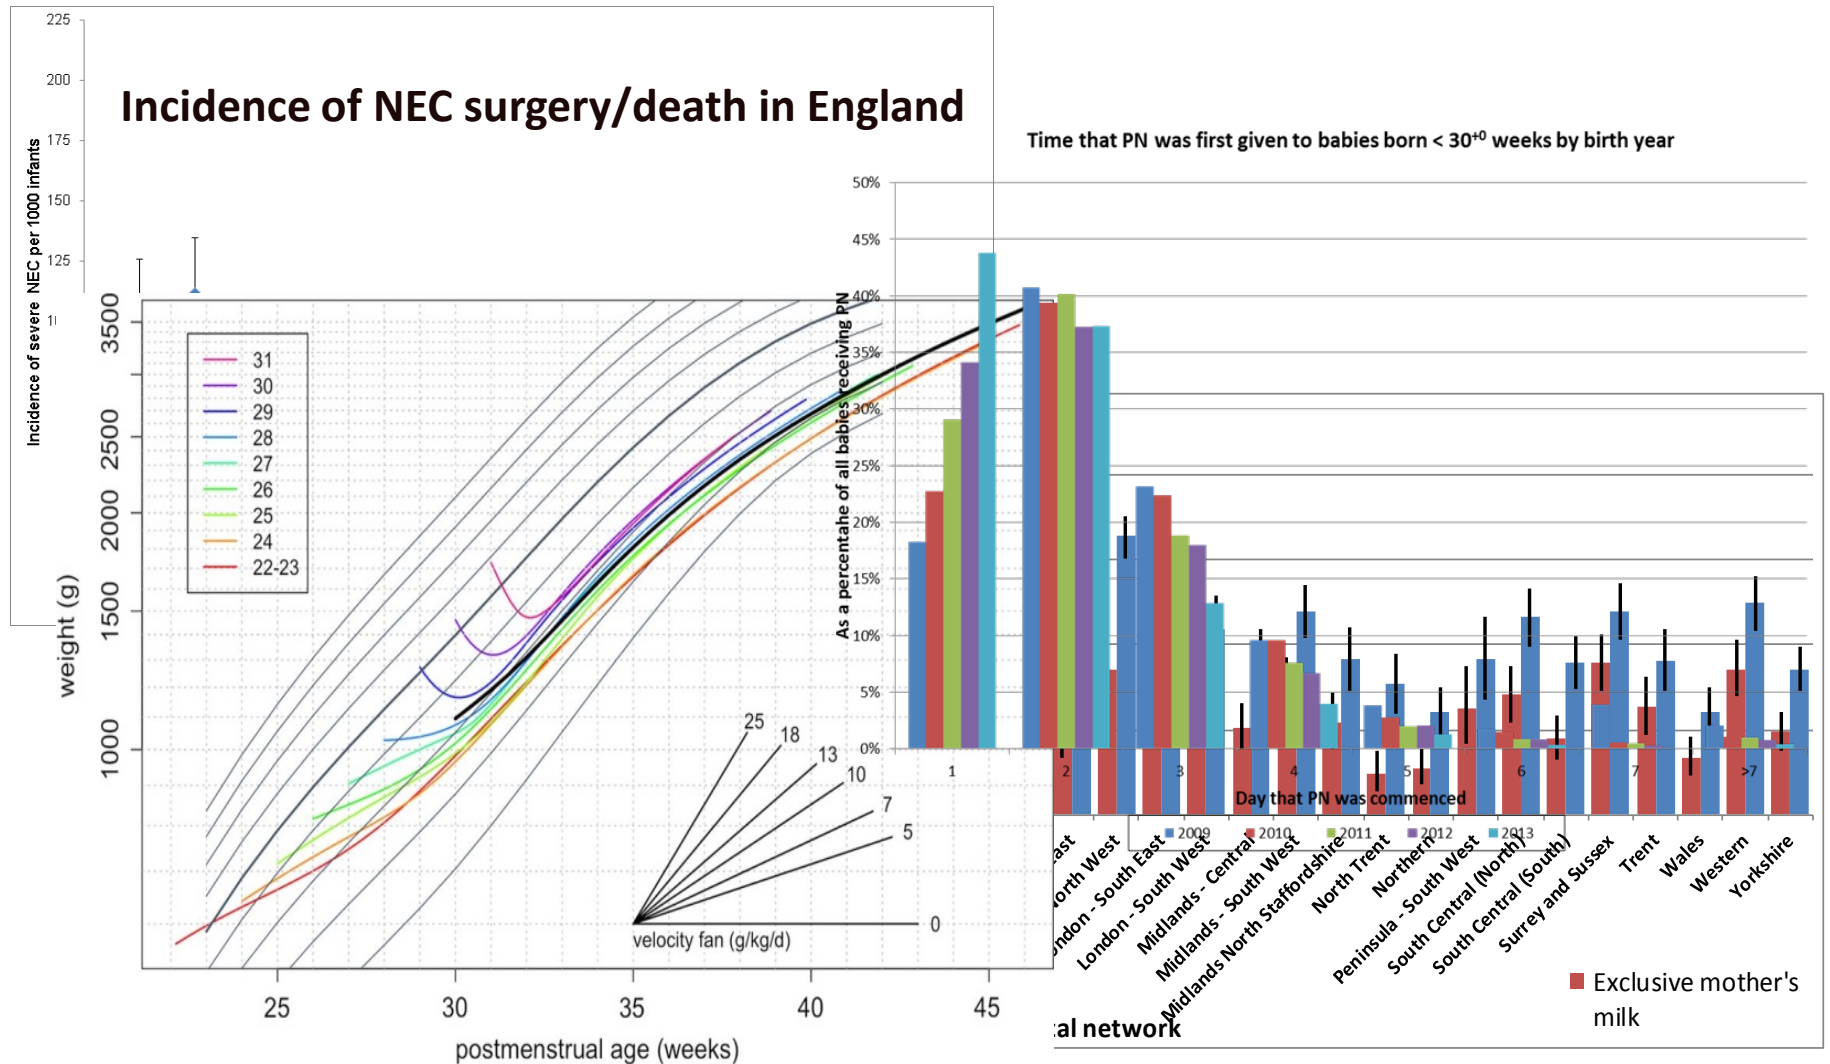 225
200
175
150
125
Incidence of severe NEC per 1000 infants
Incidence of NEC surgery/death in England
3500
2500
2000
1500
1000
weight (g)
31
30
29
28
27
26
25
24
22-23
25
18
13
10
7
5
0
velocity fan (g/kg/d)
25
30
35
40
45
postmenstrual age (weeks)
Time that PN was first given to babies born < 30+0 weeks by birth year
50%
45%
40%
35%
30%
25%
20%
15%
10%
5%
0%
As a percentahe of all babies receiving PN
1
2
3
4
5
6
7
>7
Day that PN was commenced
2009
2010
2011
2012
2013
North West
London - South East
London - South West
Midlands - Central
Midlands - South West
Midlands North Staffordshire
North Trent
Northern
Peninsula - South West
South Central (North)
South Central (South)
Surrey and Sussex
Trent
Wales
Western
Yorkshire
network
Exclusive mother's
milk